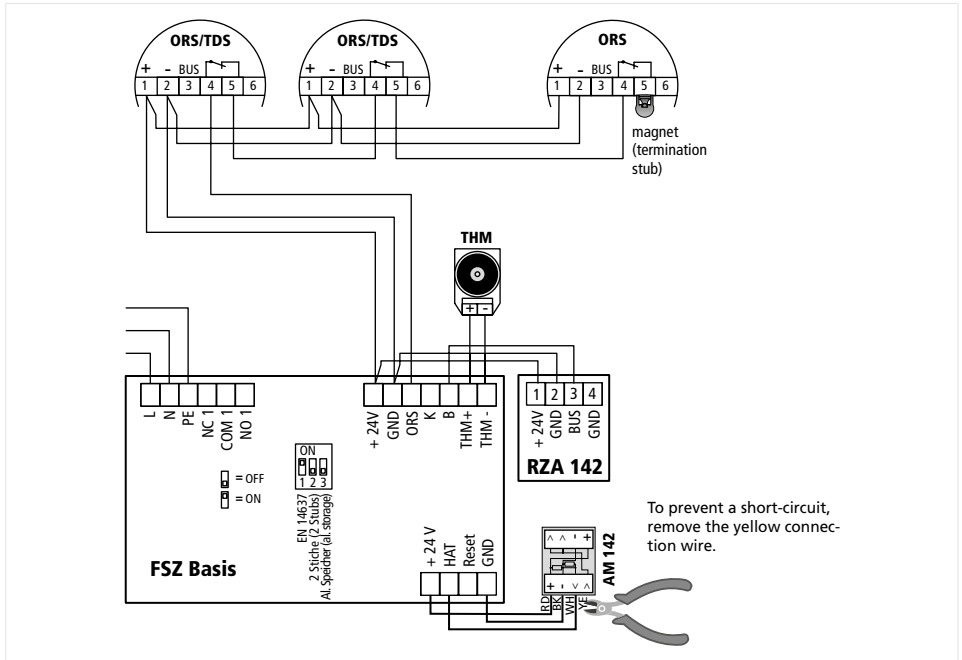 ORS/TDS
+ - BUS
1 2 3 4 5 6
ORS/TDS
+ - BUS
1 2 3 4 5 6
ORS
+ - BUS
1 2 3 4 5 6
magnet
(termination
stub)
THM
+ -
L
N
PE
NC 1
COM 1
NO 1
+ 24V
GND
ORS
K
B
THM+
THM -
1 2 3 4
+ 24V
GND
BUS
GND
RZA 142
= OFF
= ON
ON
1 2 3
EN 14637
2 Stiche (2 Stubs)
Al. Speicher (al. storage)
FSZ Basis
+ 24 V
HAT
Reset
GND
^ ^ - +
+ - < >
RD
BK
WH
YE
AM 142
To prevent a short-circuit,
remove the yellow connec-
tion wire.